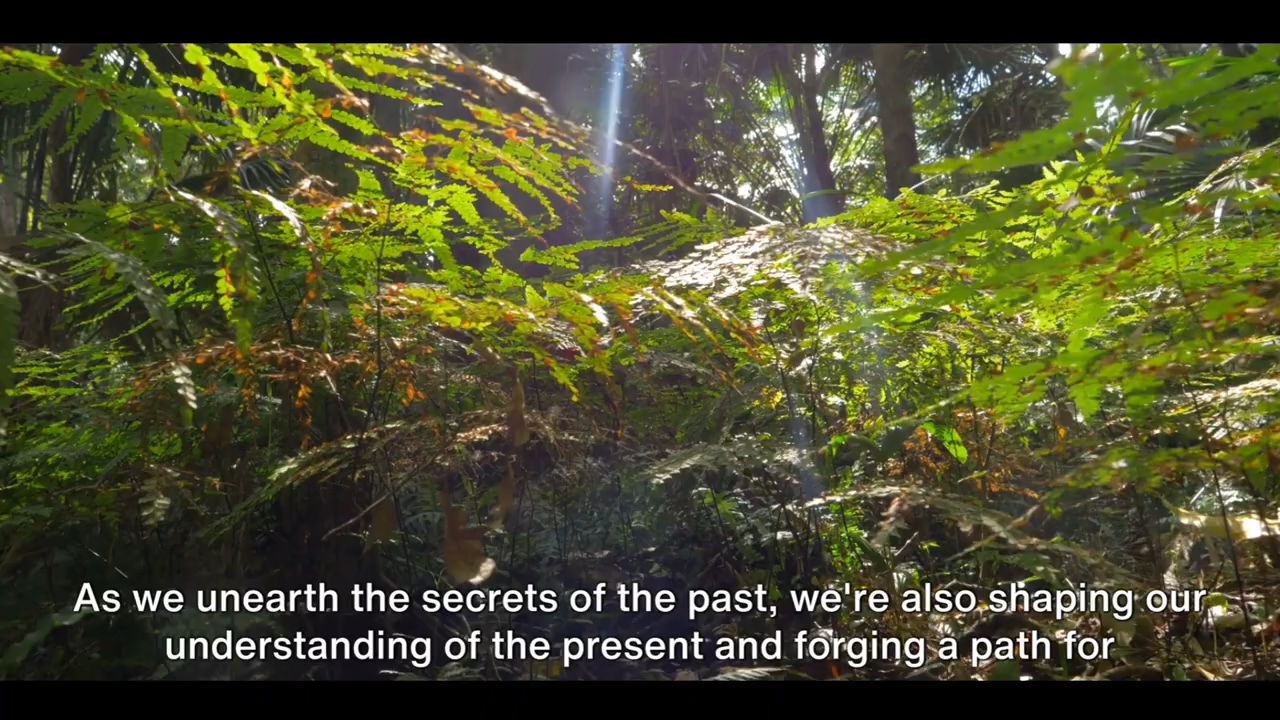 As we unearth the secrets of the past, we're also shaping our
understanding of the present and forging a path for